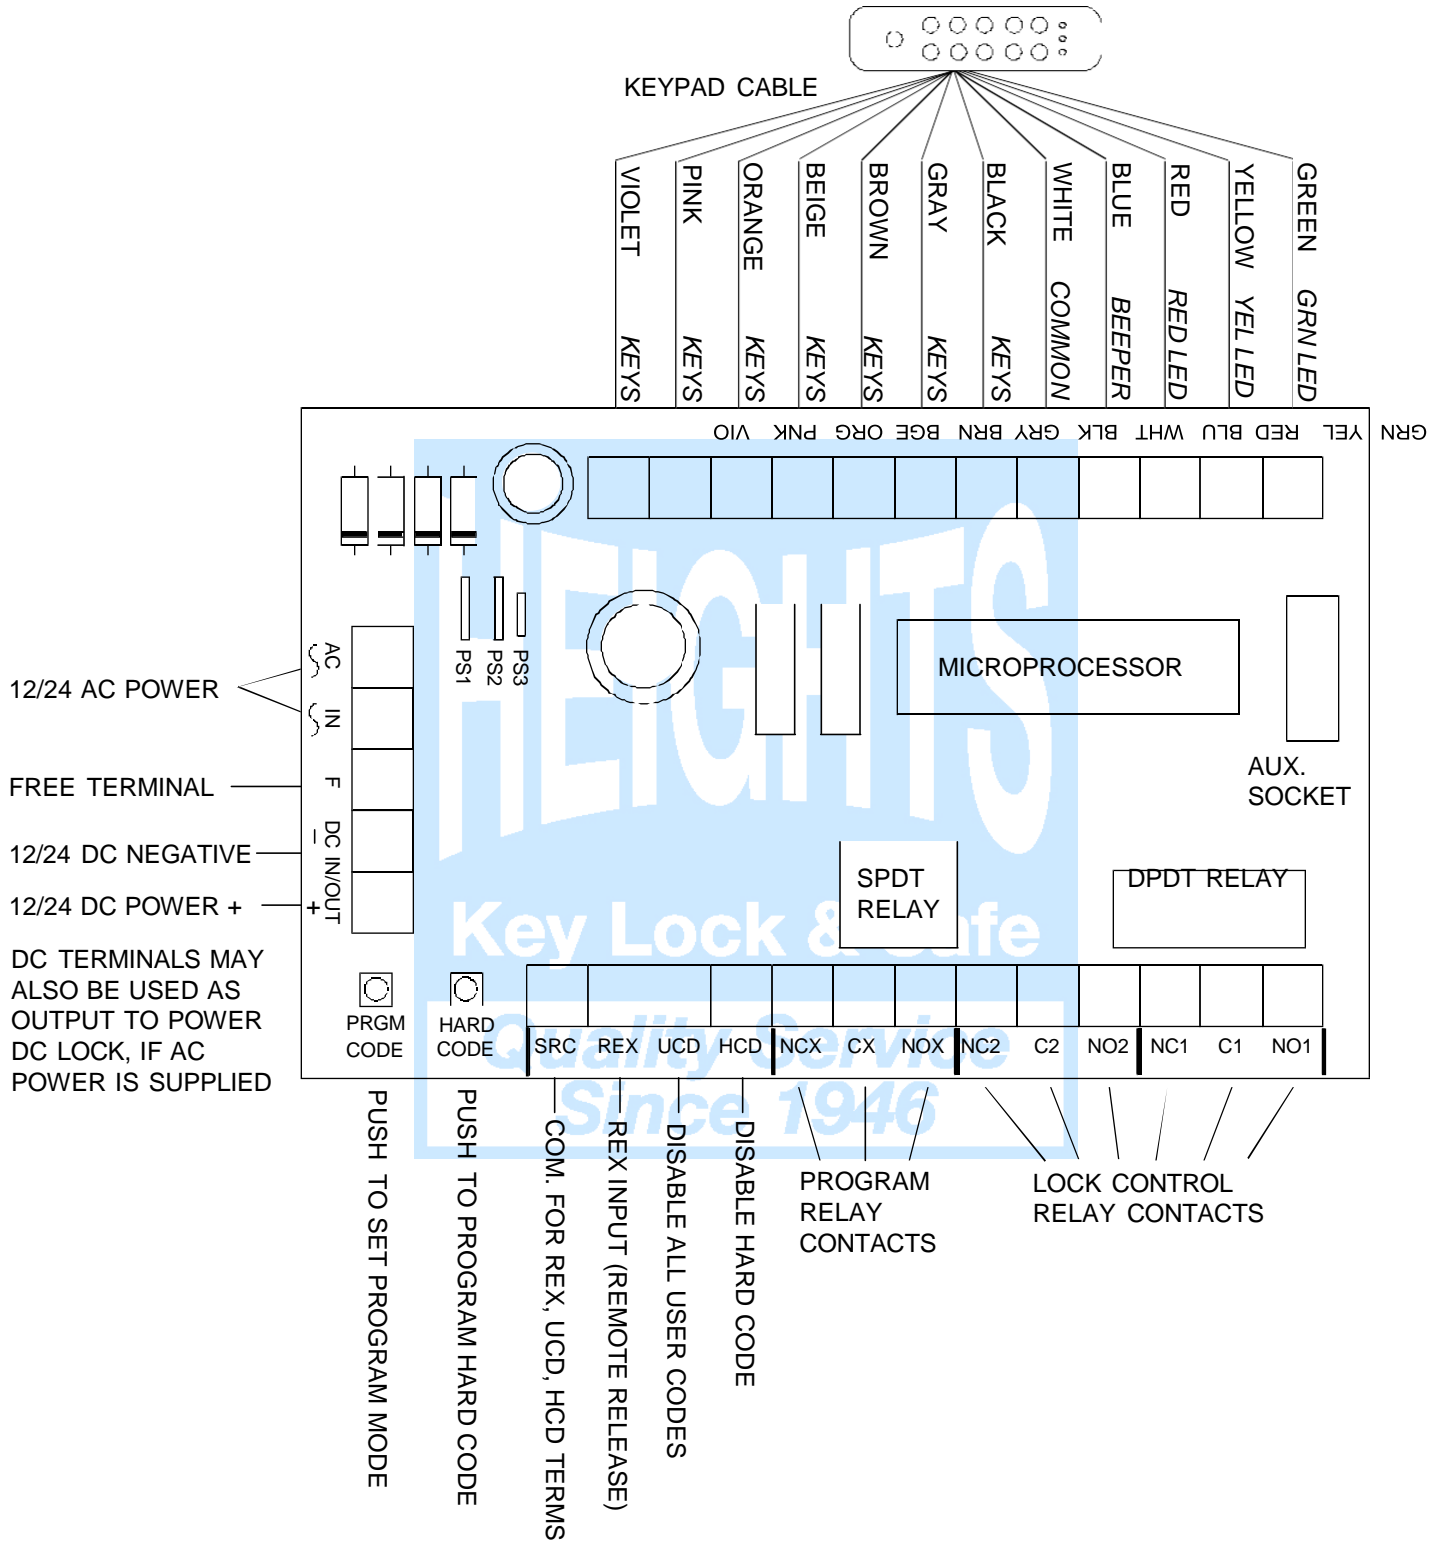 KEYPAD CABLE
VIOLET KEYS
PINK KEYS
ORANGE KEYS
BEIGE KEYS
BROWN KEYS
GRAY KEYS
BLACK KEYS
WHITE COMMON
BLUE BEEPER
RED RED LED
YELLOW YEL LED
GREEN GRN LED
VIO PNK ORG BGE BRN GRY BLK WHT BLU RED YEL GRN
HEIGHTS
Key Lock & Safe
Quality Service
Since 1946
PS1
PS2
PS3
MICROPROCESSOR
AUX.
SOCKET
SPDT
RELAY
DPDT RELAY
12/24 AC POWER
AC
IN
FREE TERMINAL
F
12/24 DC NEGATIVE
–
DC IN/OUT
12/24 DC POWER +
+
DC TERMINALS MAY
ALSO BE USED AS
OUTPUT TO POWER
DC LOCK, IF AC
POWER IS SUPPLIED
PRGM
CODE
HARD
CODE
SRC REX UCD HCD NCX CX NOX NC2 C2 NO2 NC1 C1 NO1
PUSH TO SET PROGRAM MODE
PUSH TO PROGRAM HARD CODE
COM. FOR REX, UCD, HCD TERMS
REX INPUT (REMOTE RELEASE)
DISABLE ALL USER CODES
DISABLE HARD CODE
PROGRAM
RELAY
CONTACTS
LOCK CONTROL
RELAY CONTACTS